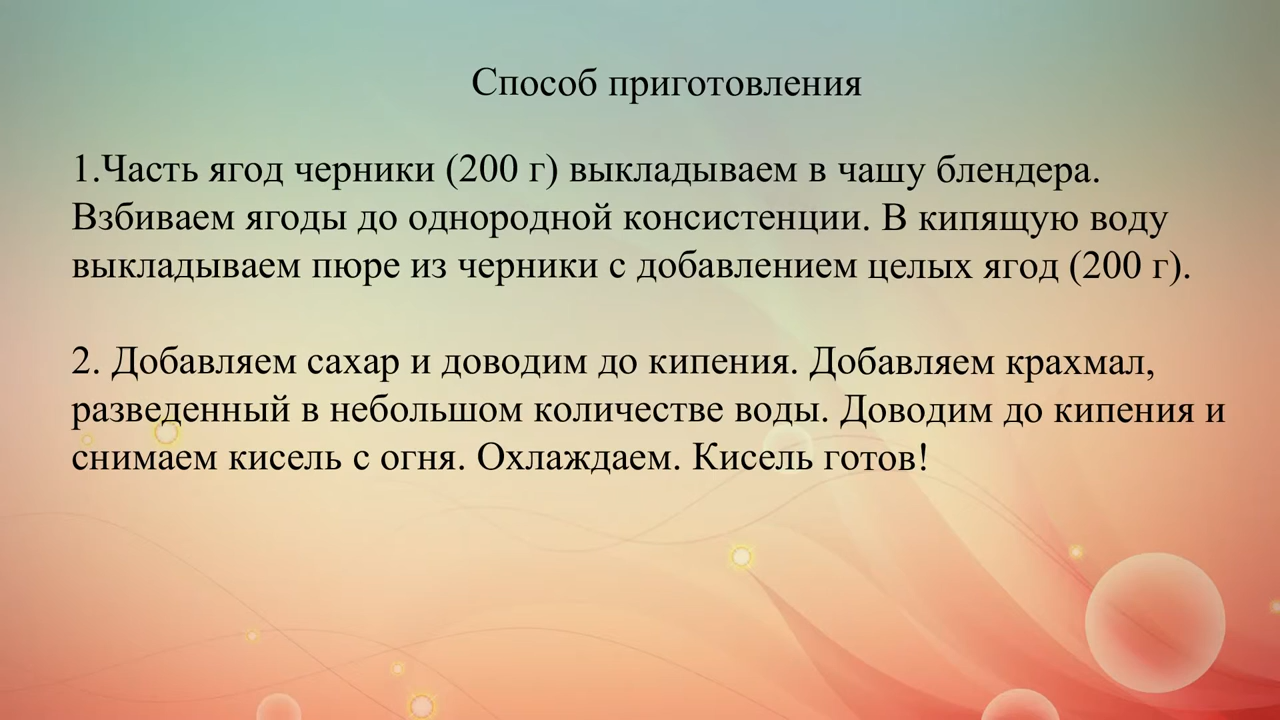 Способ приготовления
1.Часть ягод черники (200 г) выкладываем в чашу блендера.
Взбиваем ягоды до однородной консистенции. В кипящую воду
выкладываем пюре из черники с добавлением целых ягод (200 г).
2. Добавляем сахар и доводим до кипения. Добавляем крахмал,
разведенный в небольшом количестве воды. Доводим до кипения и
снимаем кисель с огня. Охлаждаем. Кисель готов!